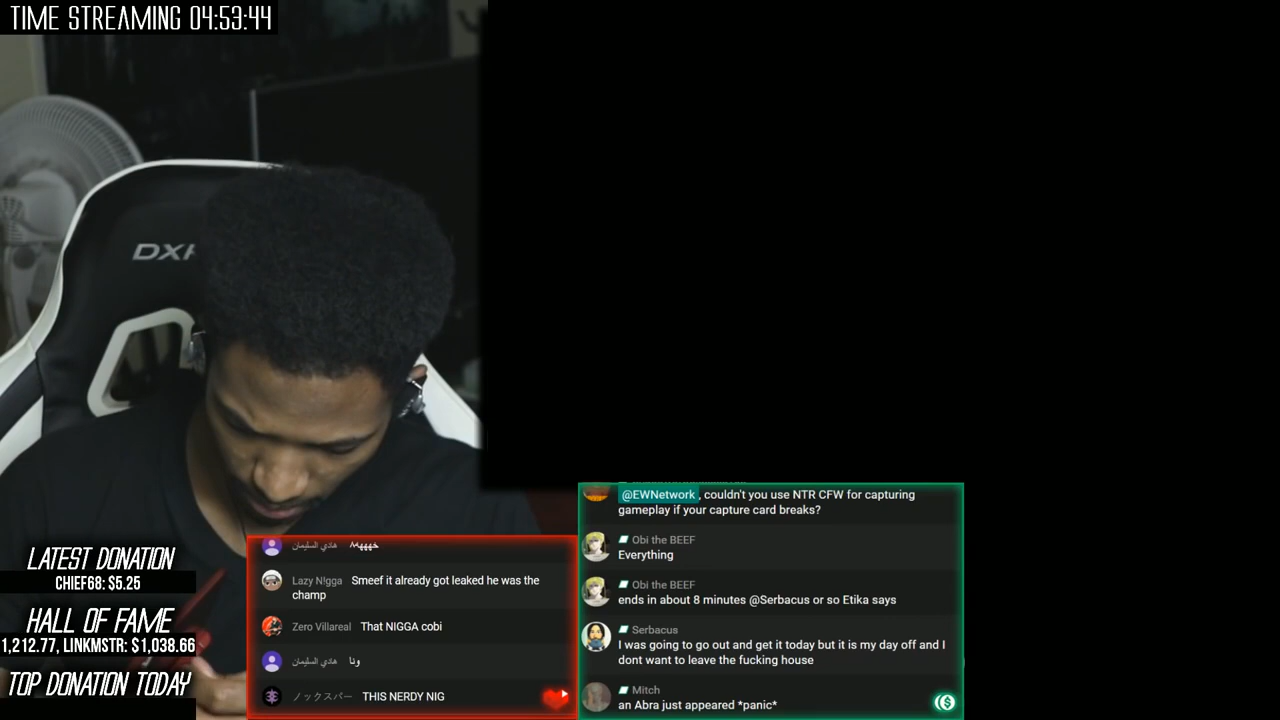 TIME STREAMING 04:53:44
DX
LATEST DONATION
CHIEF68: $5.25
HALL OF FAME
1,212.77, LINKMSTR: $1,038.66
TOP DONATION TODAY
هادي السليمان
Lazy N!gga Smeef it already got leaked he was the
champ
Zero Villareal That NIGGA cobi
هادي السليمان ونا
ノックスバー THIS NERDY NIG
@EWNetwork , couldn't you use NTR CFW for capturing
gameplay if your capture card breaks?
Obi the BEEF
Everything
Obi the BEEF
ends in about 8 minutes @Serbacus or so Etika says
Serbacus
I was going to go out and get it today but it is my day off and I
dont want to leave the fucking house
Mitch
an Abra just appeared *panic*